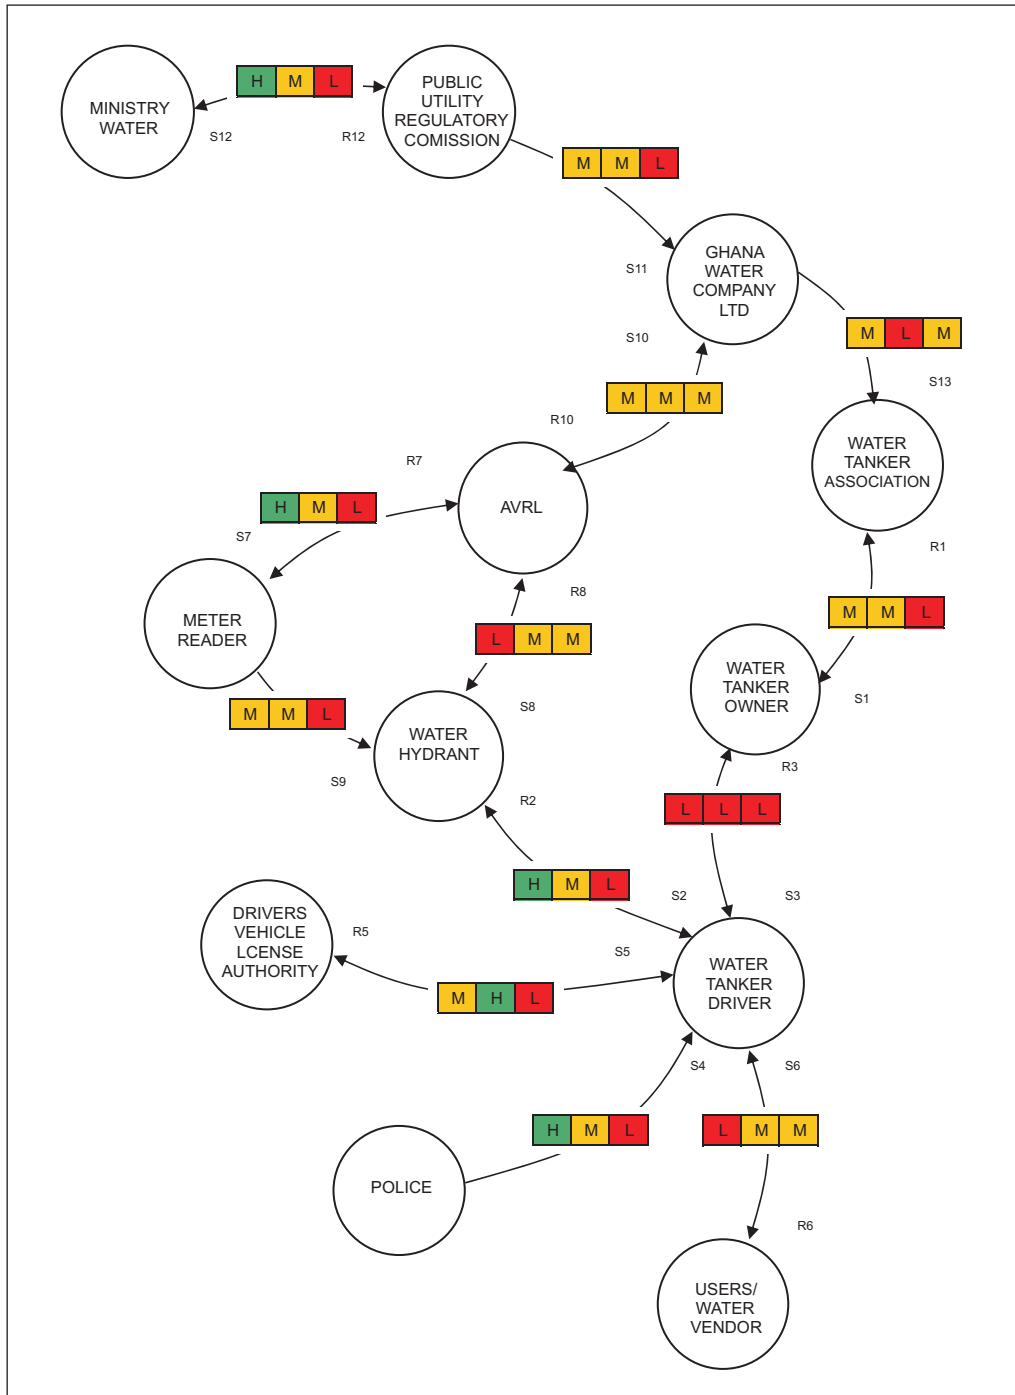 MINISTRY
WATER
H M L
S12
R12
PUBLIC
UTILITY
REGULATORY
COMISSION
M M L
S11
GHANA
WATER
COMPANY
LTD
S10
M L M
S13
M M M
R10
WATER
TANKER
ASSOCIATION
R7
AVRL
H M L
S7
R1
METER
READER
R8
L M M
M M L
S8
S1
WATER
TANKER
OWNER
M M L
S9
WATER
HYDRANT
R3
R2
L L L
H M L
S2
S3
DRIVERS
VEHICLE
LCENSE
AUTHORITY
R5
S5
M H L
WATER
TANKER
DRIVER
S4
S6
H M L
L M M
POLICE
R6
USERS/
WATER
VENDOR